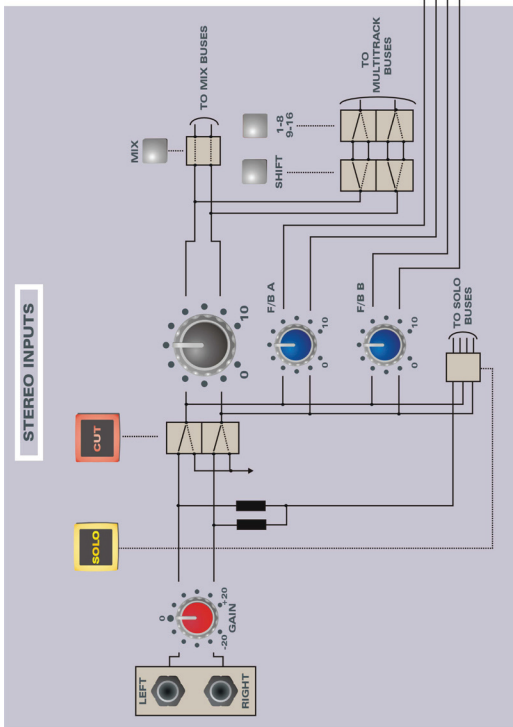 STEREO INPUTS
LEFT
RIGHT
0
-20
+20
GAIN
SOLO
CUT
0
10
MIX
TO MIX BUSES
SHIFT
1-8
9-16
TO
MULTITRACK
BUSES
F/B A
0
10
F/B B
0
10
TO SOLO
BUSES